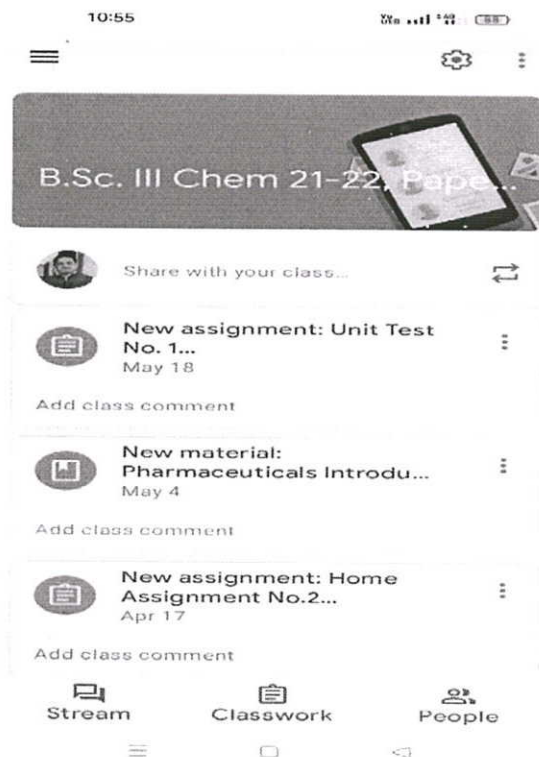 10:55
B.Sc. III Chem 21-22, Pape...
Share with your class...
New assignment: Unit Test
No. 1...
May 18
Add class comment
New material:
Pharmaceuticals Introdu...
May 4
Add class comment
New assignment: Home
Assignment No.2...
Apr 17
Add class comment
Stream
Classwork
People